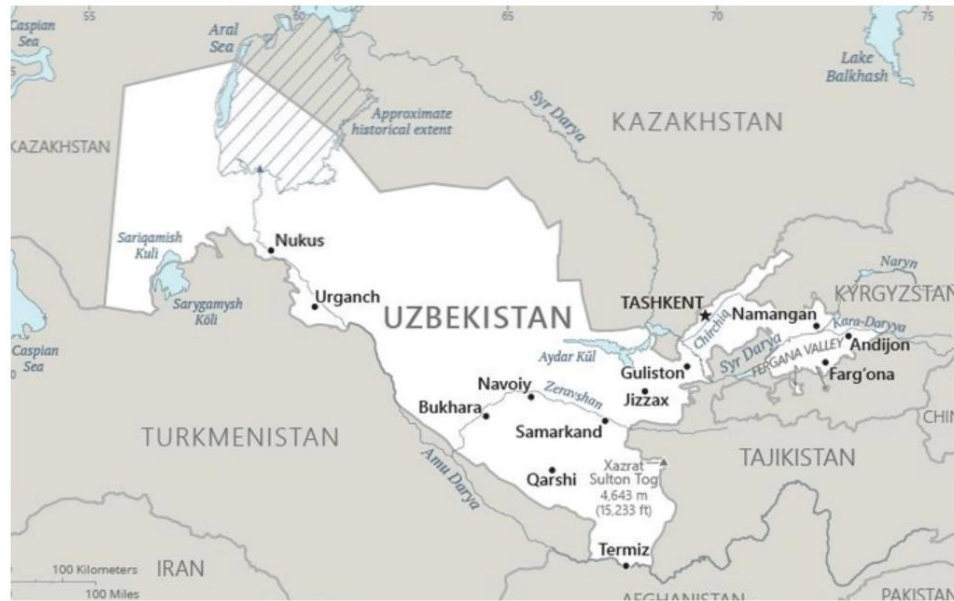 55
65
70
75
Caspian
Sea
Aral
Sea
Lake
Balkhash
Syr Darya
KAZAKHSTAN
Approximate
historical extent
KAZAKHSTAN
Sariqamish
Kuli
Nukus
Naryn
Sarygamysh
Köli
Urganch
UZBEKISTAN
TASHKENT
Chirchiq
Namangan
KYRGYZSTAN
Kara-Daryya
Caspian
Sea
Aydar Kül
Guliston
Syr Darya
FERGANA VALLEY
Andijon
Farg'ona
Navoiy
Zeravshan
Jizzax
Bukhara
Samarkand
CHIN
TURKMENISTAN
Amu Darya
Qarshi
Xazrat
Sulton Tog
4,643 m
(15,233 ft)
TAJIKISTAN
Termiz
IRAN
100 Kilometers
100 Miles
AFGHANISTAN
PAKISTAN